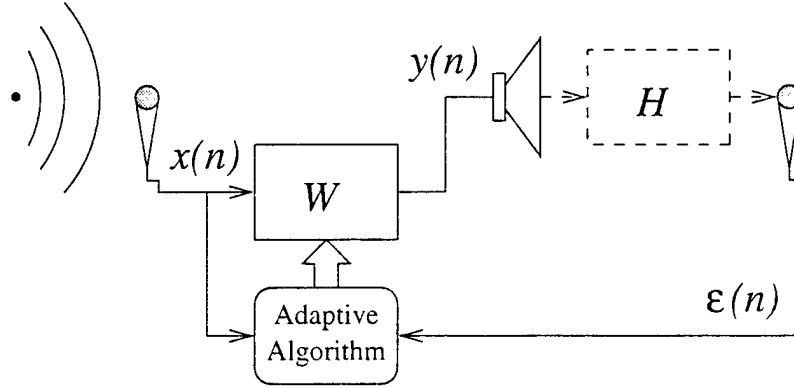 y(n)
H
x(n)
W
ε(n)
Adaptive
Algorithm